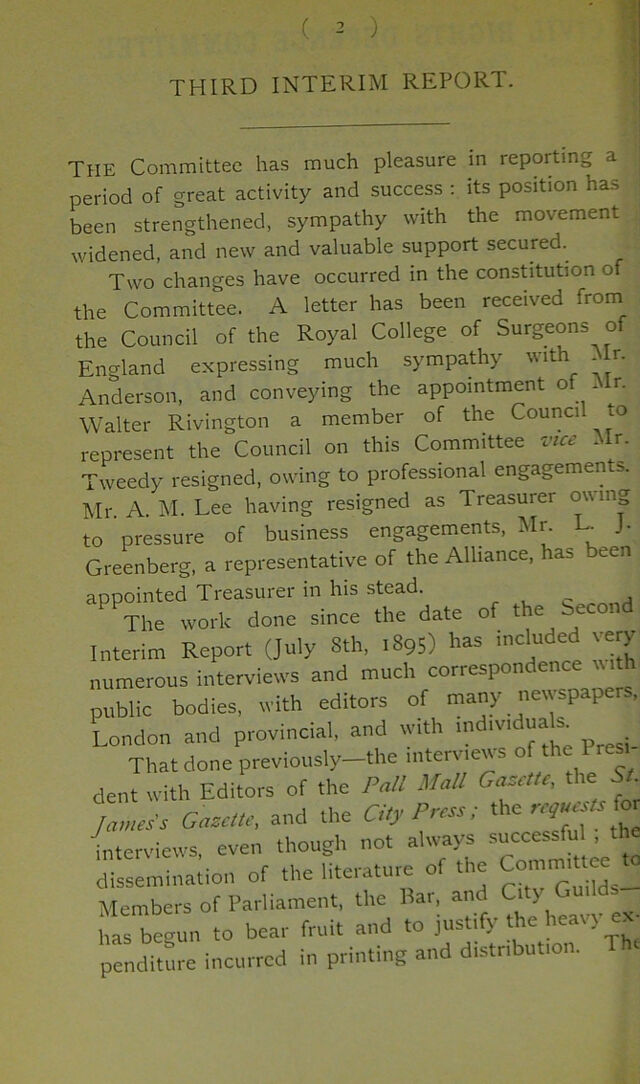 ( 2 )
THIRD INTERIM REPORT.
THE Committee has much pleasure in reporting a
period of great activity and success : its position has
been strengthened, sympathy with the movement
widened, and new and valuable support secured.
Two changes have occurred in the constitution of
the Committee. A letter has been received from
the Council of the Royal College of Surgeons of
England expressing much sympathy with Mr.
Anderson, and conveying the appointment of Mr.
Walter Rivington a member of the Council to
represent the Council on this Committee vice Mr.
Tweedy resigned, owing to professional engagements.
Mr. A. M. Lee having resigned as Treasurer owing
to pressure of business engagements, Mr. L. J.
Greenberg, a representative of the Alliance, has been
appointed Treasurer in his stead.
The work done since the date of the Second
Interim Report (July 8th, 1895) has included very
numerous interviews and much correspondence with
public bodies, with editors of many newspapers,
London and provincial, and with individuals.
That done previously—the interviews of the Presi-
dent with Editors of the Pall Mall Gazette, the St.
James's Gazette, and the City Press; the requests for
interviews, even though not always successful ; the
dissemination of the literature of the Committee to
Members of Parliament, the Bar, and City Guilds—
has begun to bear fruit and to justify the heavy ex-
penditure incurred in printing and distribution. The